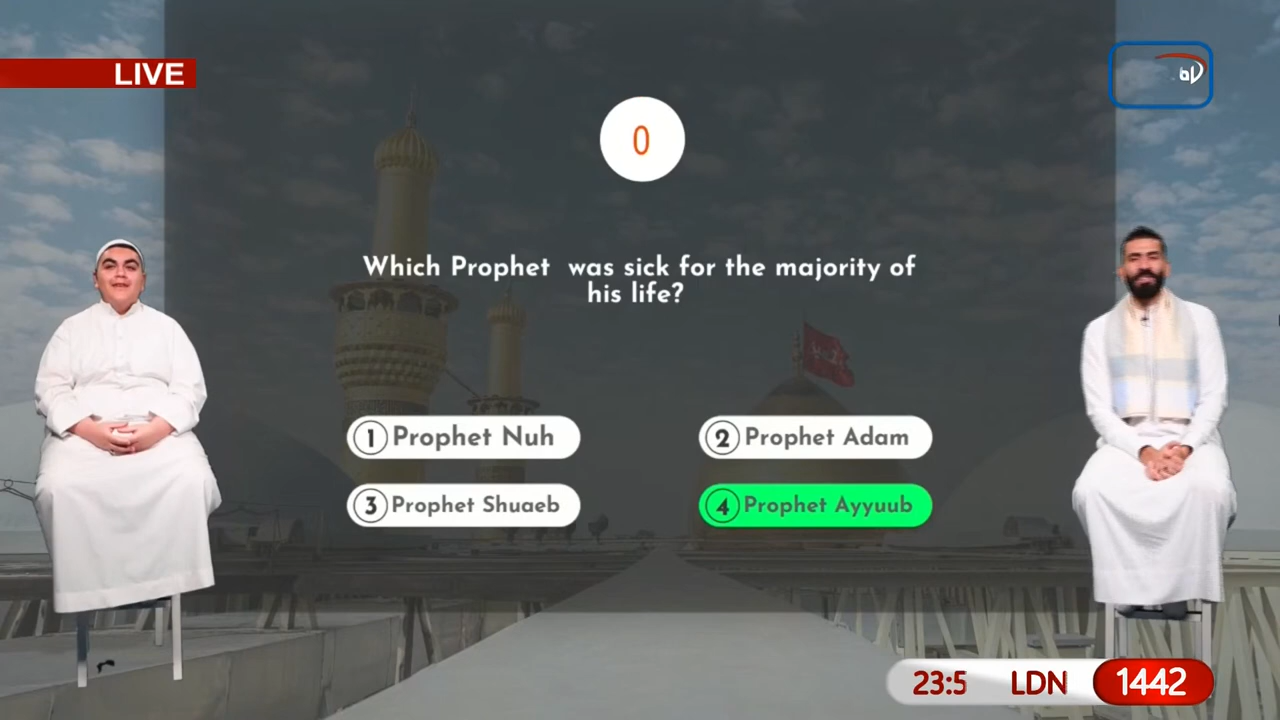 LIVE
0
Which Prophet was sick for the majority of
his life?
1 Prophet Nuh
2 Prophet Adam
3 Prophet Shuaeb
4 Prophet Ayyuub
23:5 LDN 1442